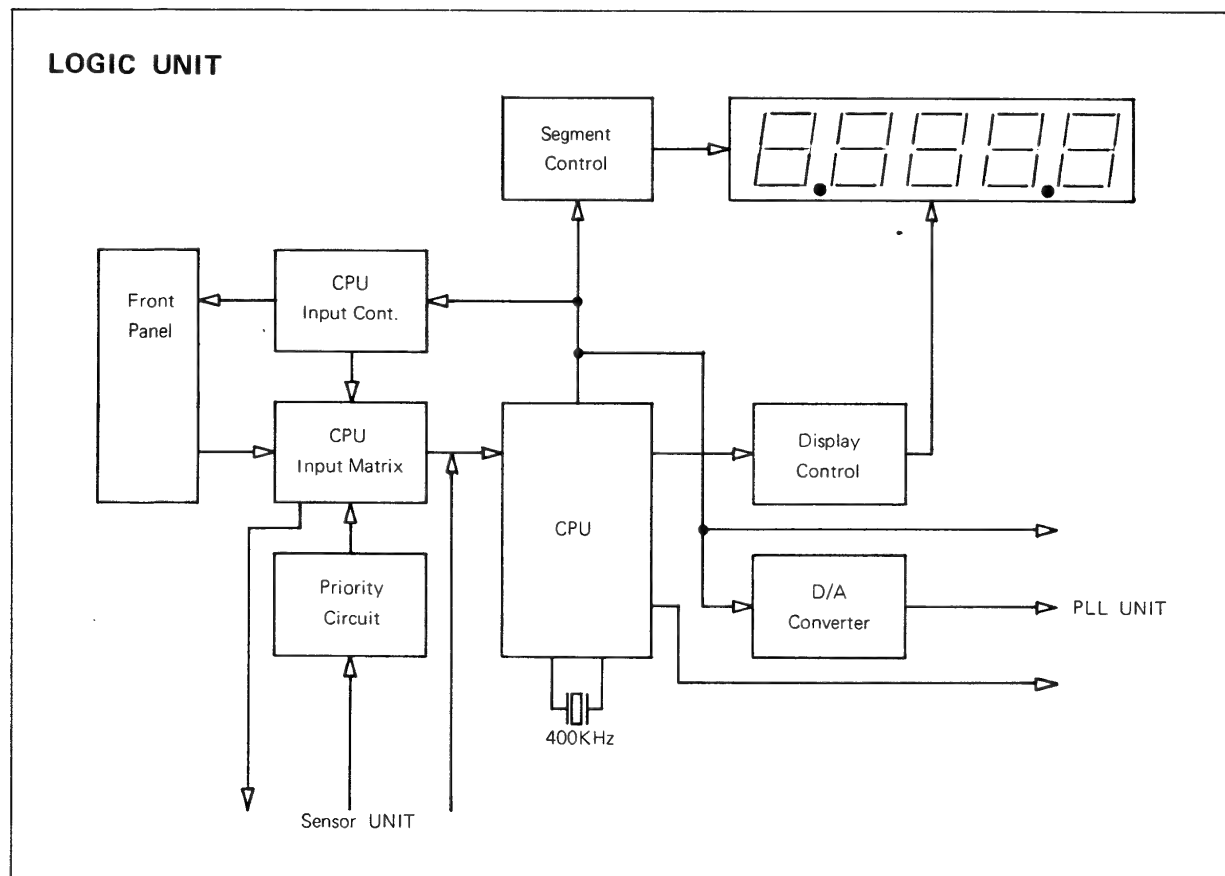 LOGIC UNIT
Segment
Control
CPU
Input Cont.
Front
Panel
CPU
Input Matrix
CPU
Display
Control
Priority
Circuit
D/A
Converter
PLL UNIT
400KHz
Sensor UNIT